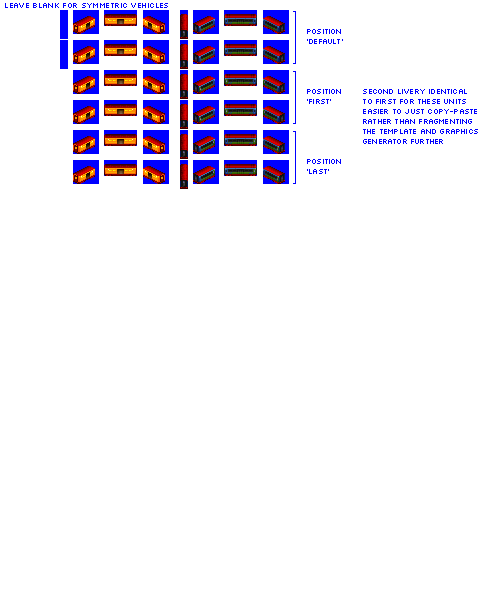 LEAVE BLANK FOR SYMMETRIC VEHICLES
POSITION
'DEFAULT'
POSITION
'FIRST'
SECOND LIVERY IDENTICAL
TO FIRST FOR THESE UNITS
EASIER TO JUST COPY-PASTE
RATHER THAN FRAGMENTING
THE TEMPLATE AND GRAPHICS
GENERATOR FURTHER
POSITION
'LAST'